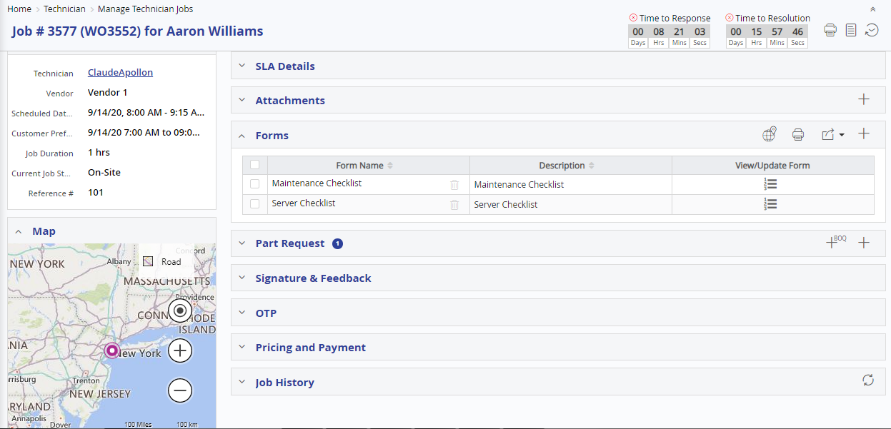 Home > Technician > Manage Technician Jobs
Job # 3577 (WO3552) for Aaron Williams
Time to Response
00 08 21 03
Days Hrs Mins Secs
Time to Resolution
00 15 57 46
Days Hrs Mins Secs
Technician ClaudeApollon
Vendor Vendor 1
Scheduled Dat... 9/14/20, 8:00 AM - 9:15 A...
Customer Pref... 9/14/20 7:00 AM to 09:0...
Job Duration 1 hrs
Current Job St... On-Site
Reference # 101
Map
Road
NEW YORK
Albany
MASSACHUSETTS
Providence
CONN
ISLAND
New York
NIA
rrisburg
Trenton
NEW JERSEY
RYLAND
Annapolis
Dover
100 Miles 100 km
SLA Details
Attachments
Forms
Form Name Description View/Update Form
Maintenance Checklist Maintenance Checklist
Server Checklist Server Checklist
Part Request 1
BOQ
Signature & Feedback
OTP
Pricing and Payment
Job History